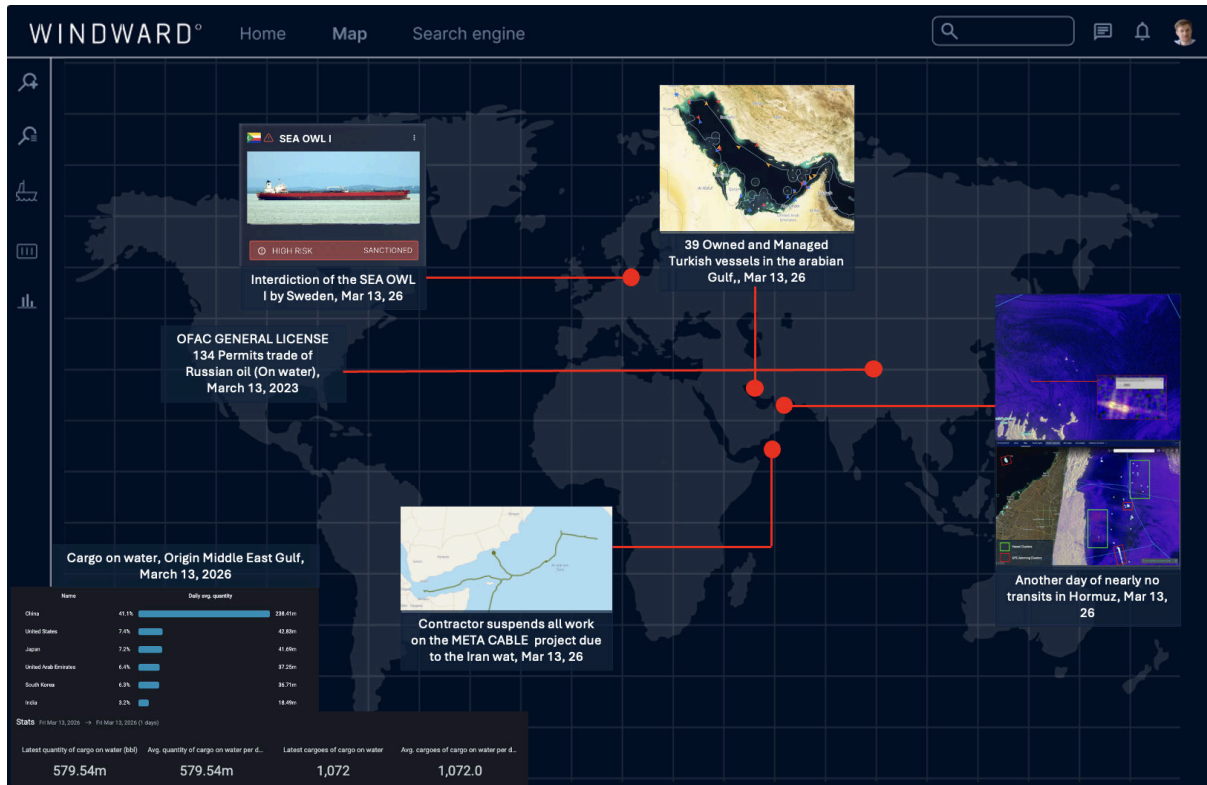 WINDWARD°
Home
Map
Search engine
SEA OWL I
HIGH RISK
SANCTIONED
Interdiction of the SEA OWL
I by Sweden, Mar 13, 26
39 Owned and Managed
Turkish vessels in the arabian
Gulf,, Mar 13, 26
OFAC GENERAL LICENSE
134 Permits trade of
Russian oil (On water),
March 13, 2023
Another day of nearly no
transits in Hormuz, Mar 13,
26
Contractor suspends all work
on the META CABLE project due
to the Iran wat, Mar 13, 26
Cargo on water, Origin Middle East Gulf,
March 13, 2026
Name
Daily avg. quantity
China 41.1% 238.41m
United States 7.4% 42.83m
Japan 7.2% 41.69m
United Arab Emirates 6.4% 37.25m
South Korea 6.3% 36.71m
India 3.2% 18.49m
Stats Fri Mar 13, 2026 → Fri Mar 13, 2026 (1 days)
Latest quantity of cargo on water (bbl)
Avg. quantity of cargo on water per d...
Latest cargoes of cargo on water
Avg. cargoes of cargo on water per d...
579.54m
579.54m
1,072
1,072.0